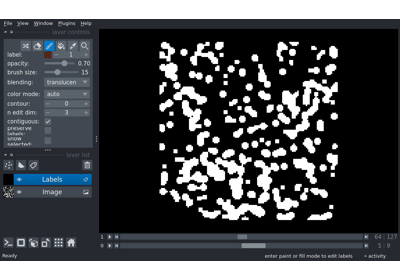 File View Window Plugins Help
layer controls
label: 1
opacity: 0.70
brush size: 15
blending: translucen
color mode: auto
contour: 0
n edit dim: 3
contiguous:
preserve labels:
show selected:
layer list
Labels
Image
1 64 127
0 5 9
Ready enter paint or fill mode to edit labels activity